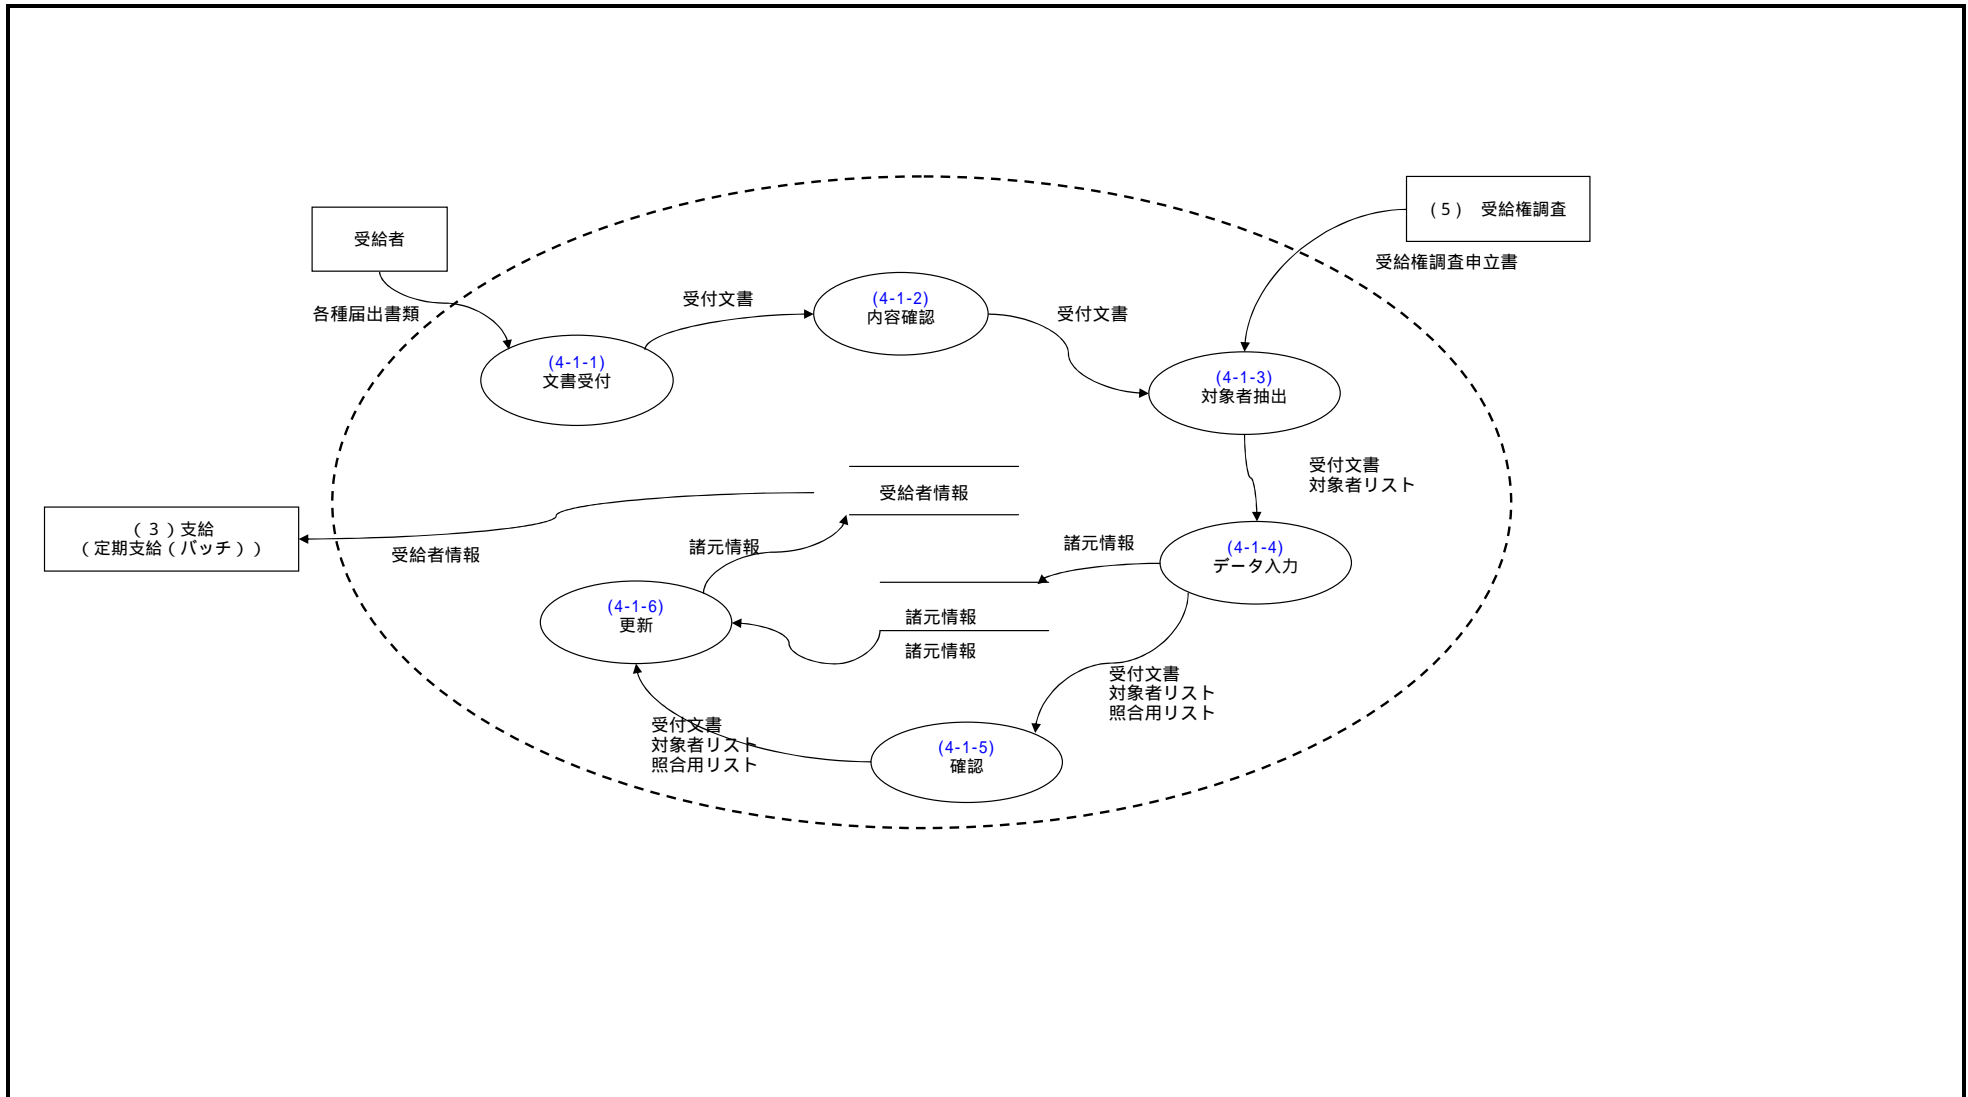 (5)　受給権調査
受給者
受給権調査申立書
各種届出書類
受付文書
(4-1-2)
内容確認
受付文書
(4-1-1)
文書受付
(4-1-3)
対象者抽出
受付文書
対象者リスト
受給者情報
(3)支給
(定期支給(バッチ))
受給者情報
諸元情報
諸元情報
(4-1-4)
データ入力
(4-1-6)
更新
諸元情報
諸元情報
受付文書
対象者リスト
照合用リスト
受付文書
対象者リスト
照合用リスト
(4-1-5)
確認